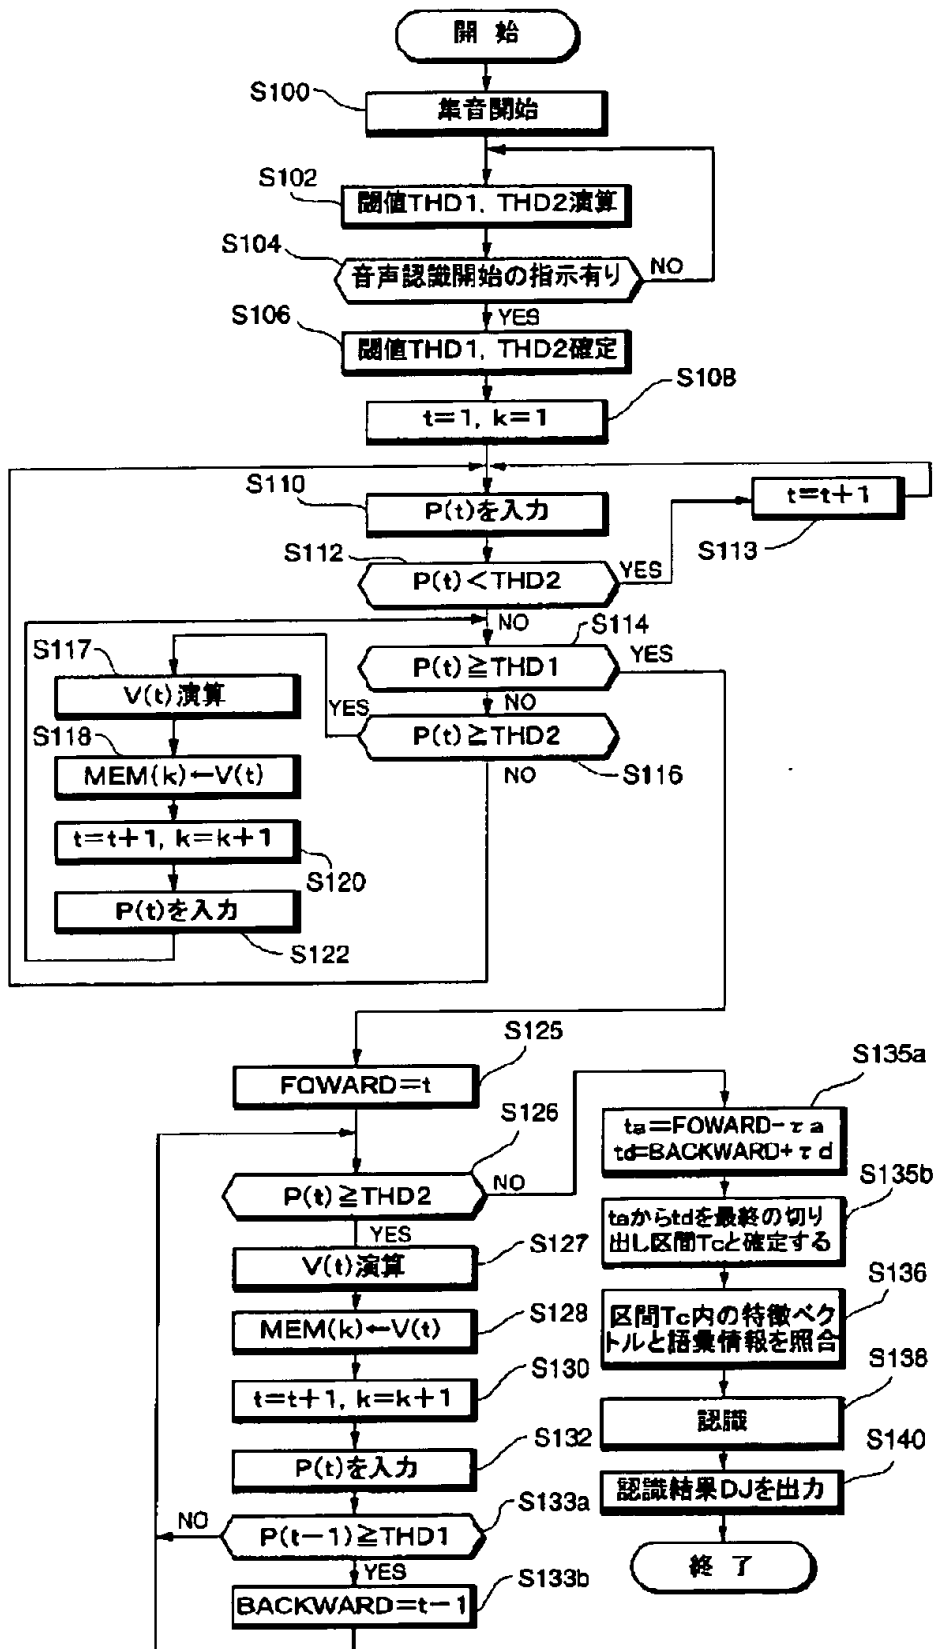 開 始
S100
集音開始
S102
閾値THD1, THD2演算
S104
音声認識開始の指示有り
NO
YES
S106
閾値THD1, THD2確定
S108
t=1, k=1
S110
P(t)を入力
t=t+1
S113
S112
P(t)<THD2
YES
NO
S114
P(t)≧THD1
YES
NO
S117
V(t)演算
YES
P(t)≧THD2
S116
NO
S118
MEM(k)←V(t)
t=t+1, k=k+1
S120
P(t)を入力
S122
S125
FOWARD=t
S126
P(t)≧THD2
NO
YES
S127
V(t)演算
S128
MEM(k)←V(t)
S130
t=t+1, k=k+1
S132
P(t)を入力
S133a
P(t-1)≧THD1
NO
YES
S133b
BACKWARD=t-1
S135a
ta=FOWARD-τa
td=BACKWARD+τd
S135b
taからtdを最終の切り
出し区間Tcと確定する
S136
区間Tc内の特徴ベク
トルと語彙情報を照合
S138
認識
S140
認識結果DJを出力
終 了